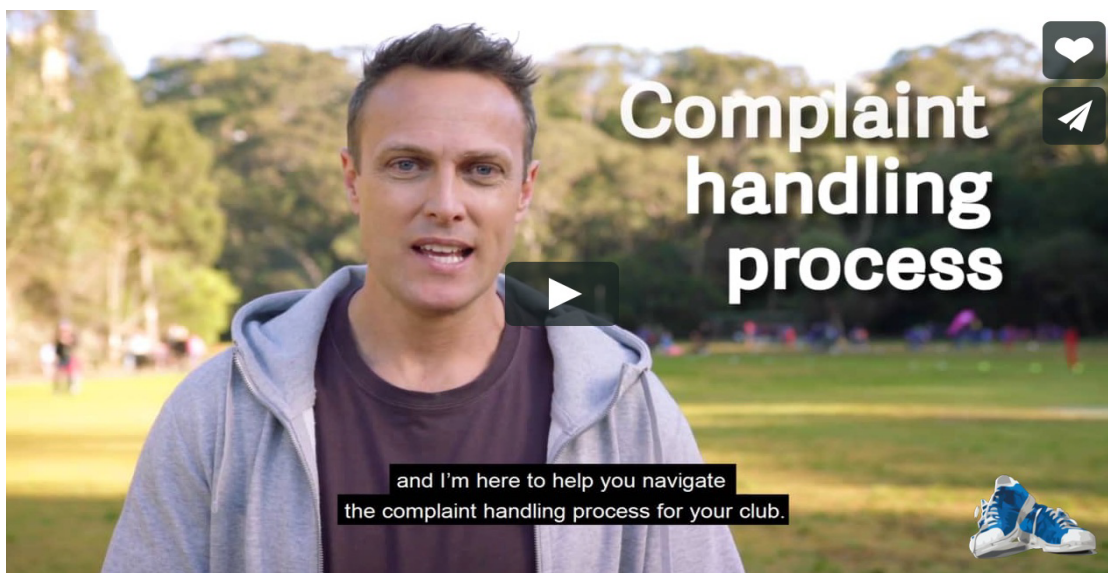 Complaint
handling
process
and I'm here to help you navigate
the complaint handling process for your club.